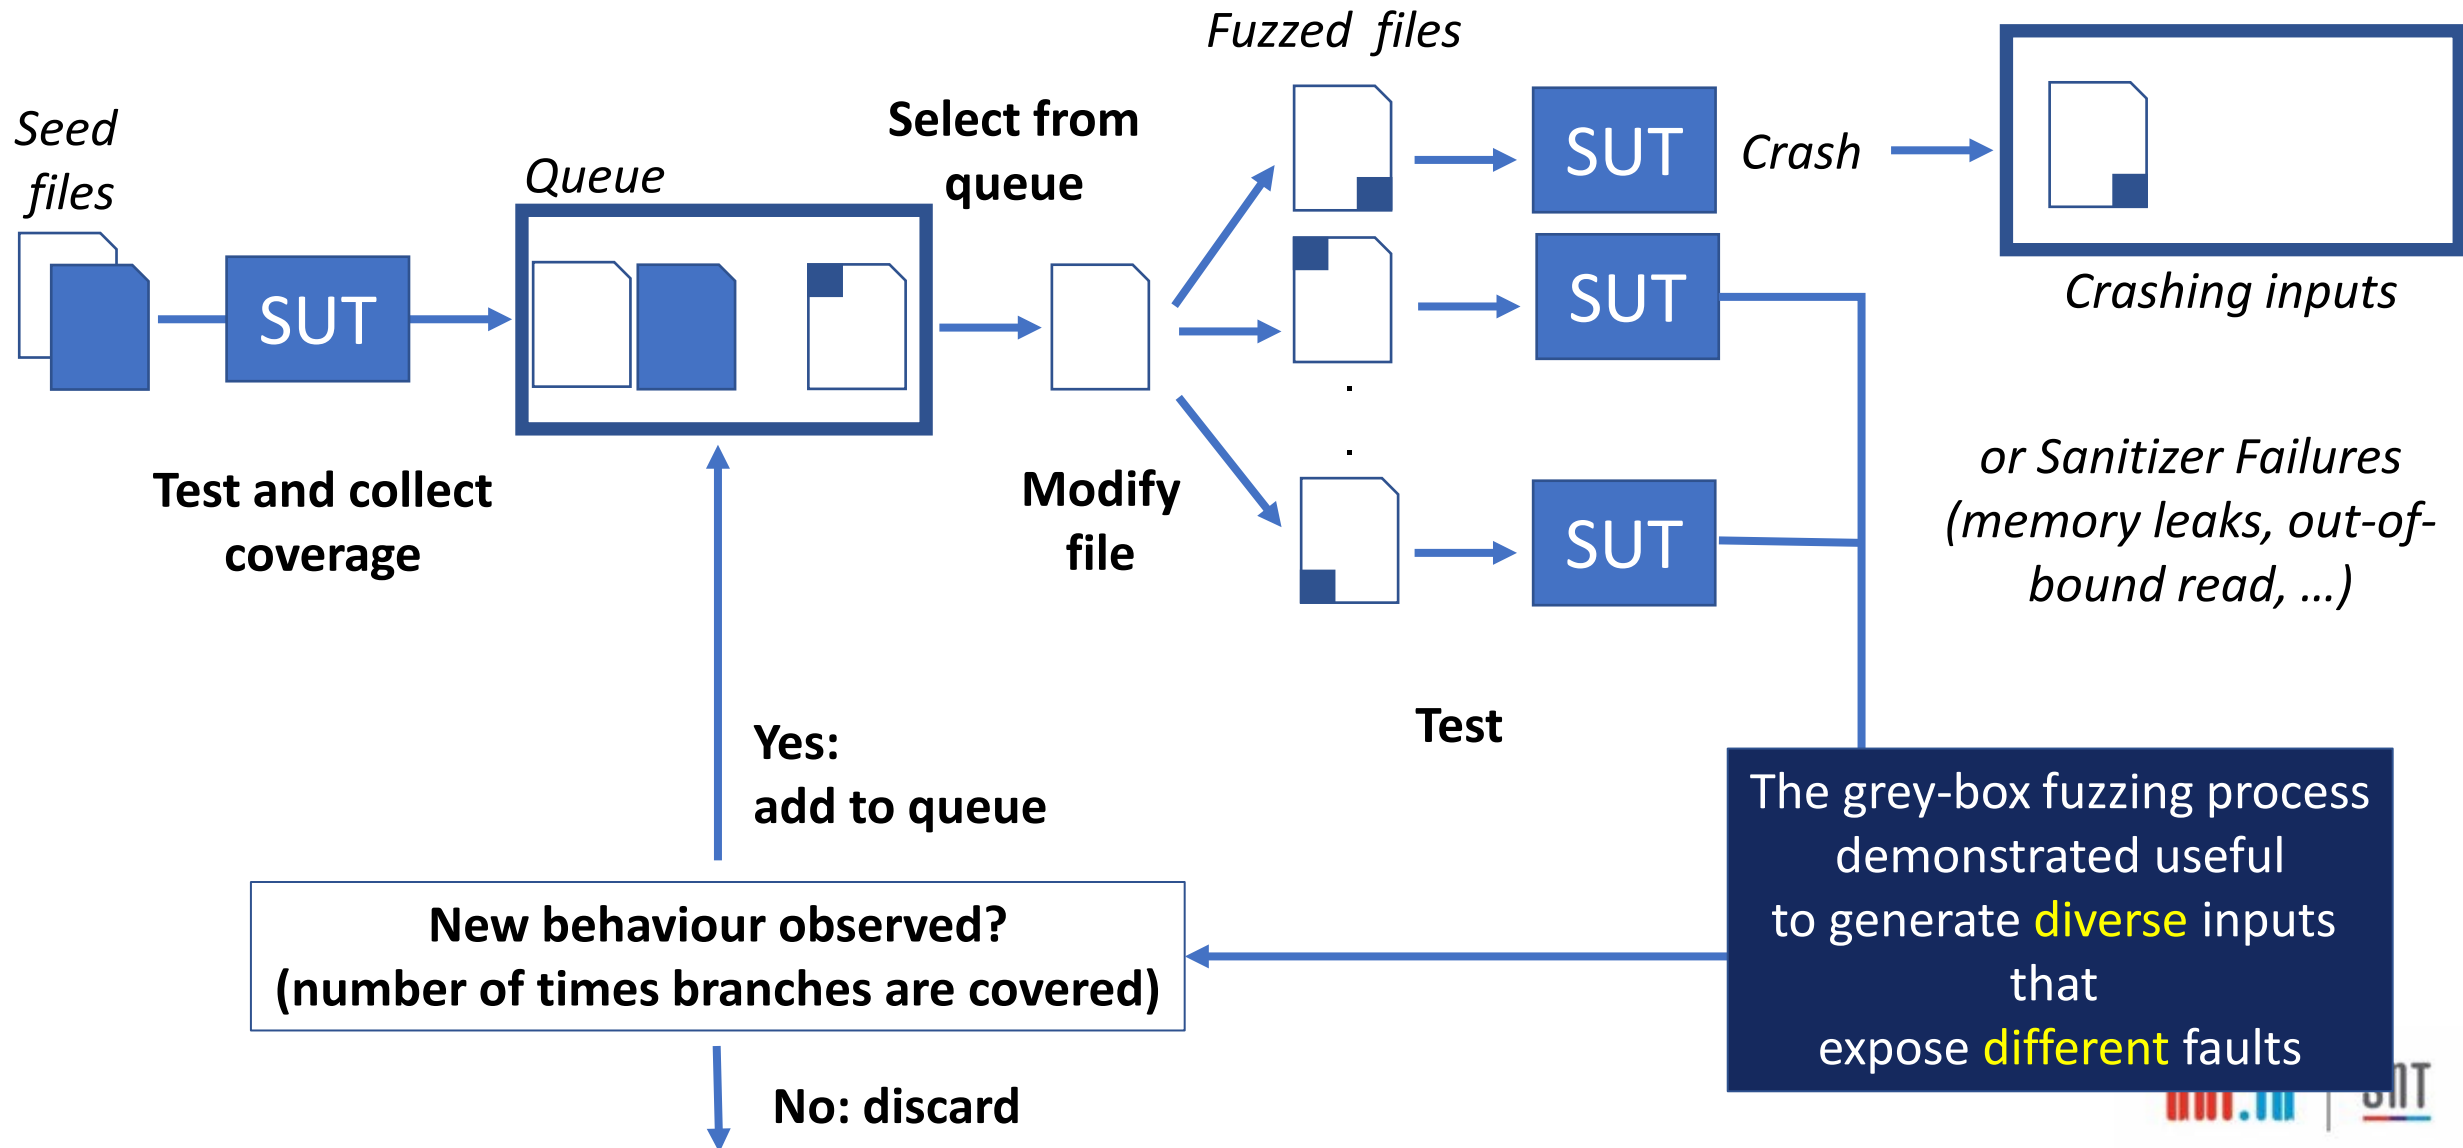 Fuzzed files
Seed
files
Select from
queue
Queue
SUT
SUT
Crash
SUT
SUT
Crashing inputs
or Sanitizer Failures
(memory leaks, out-of-
bound read, …)
Test and collect
coverage
Modify
file
SUT
Test
Yes:
add to queue
The grey-box fuzzing process
demonstrated useful
to generate diverse inputs
that
expose different faults
New behaviour observed?
(number of times branches are covered)
No: discard